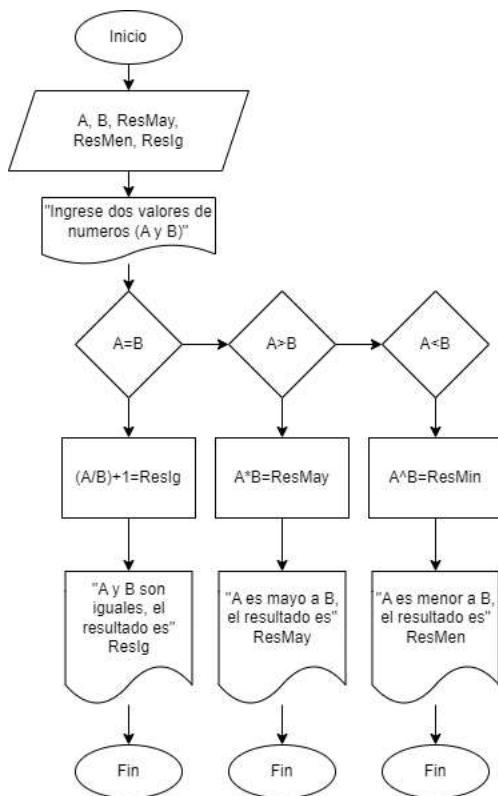 Inicio
A, B, ResMay,
ResMen, ResIg
"Ingrese dos valores de
numeros (A y B)"
A=B
A>B
A<B
(A/B)+1=ResIg
A*B=ResMay
A^B=ResMin
"A y B son
iguales, el
resultado es"
ResIg
"A es mayo a B,
el resultado es"
ResMay
"A es menor a B,
el resultado es"
ResMen
Fin
Fin
Fin